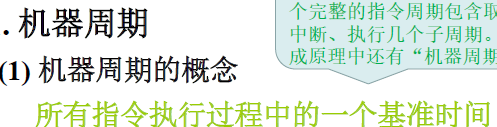 个完整的指令周期包含取
中断、执行几个子周期。
成原理中还有“机器周期
. 机器周期
(1) 机器周期的概念
所有指令执行过程中的一个基准时间